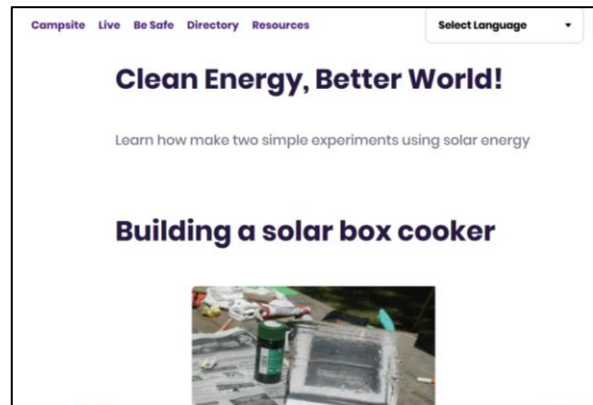 Campsite Live Be Safe Directory Resources Select Language
Clean Energy, Better World!
Learn how make two simple experiments using solar energy
Building a solar box cooker